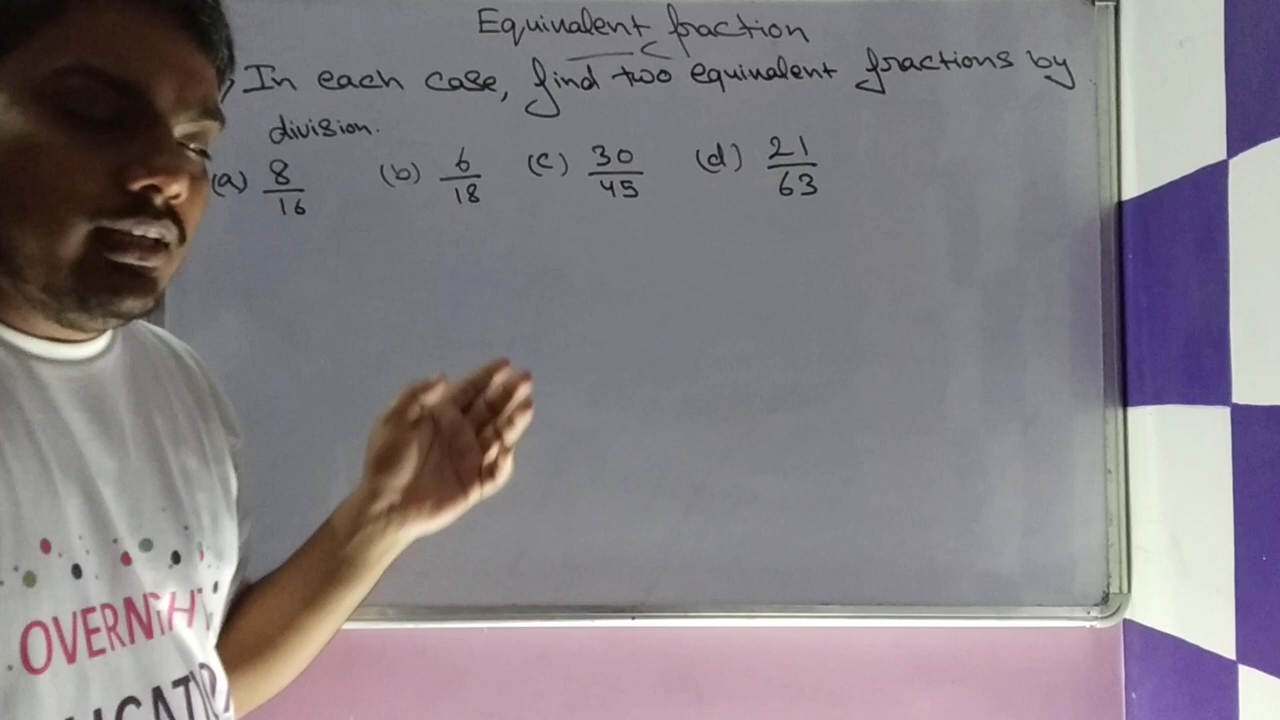 Equivalent fraction
In each case, find two equivalent fractions by
division.
(a) 8/16 (b) 6/18 (c) 30/45 (d) 21/63
OVERNIGHT